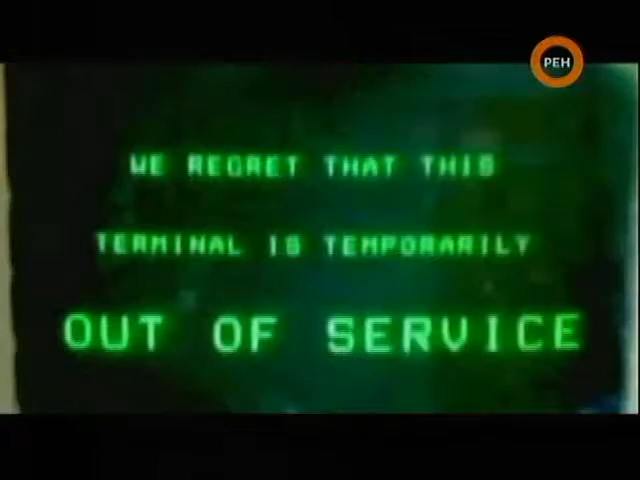 РЕН
WE REGRET THAT THIS
TERMINAL IS TEMPORARILY
OUT OF SERVICE